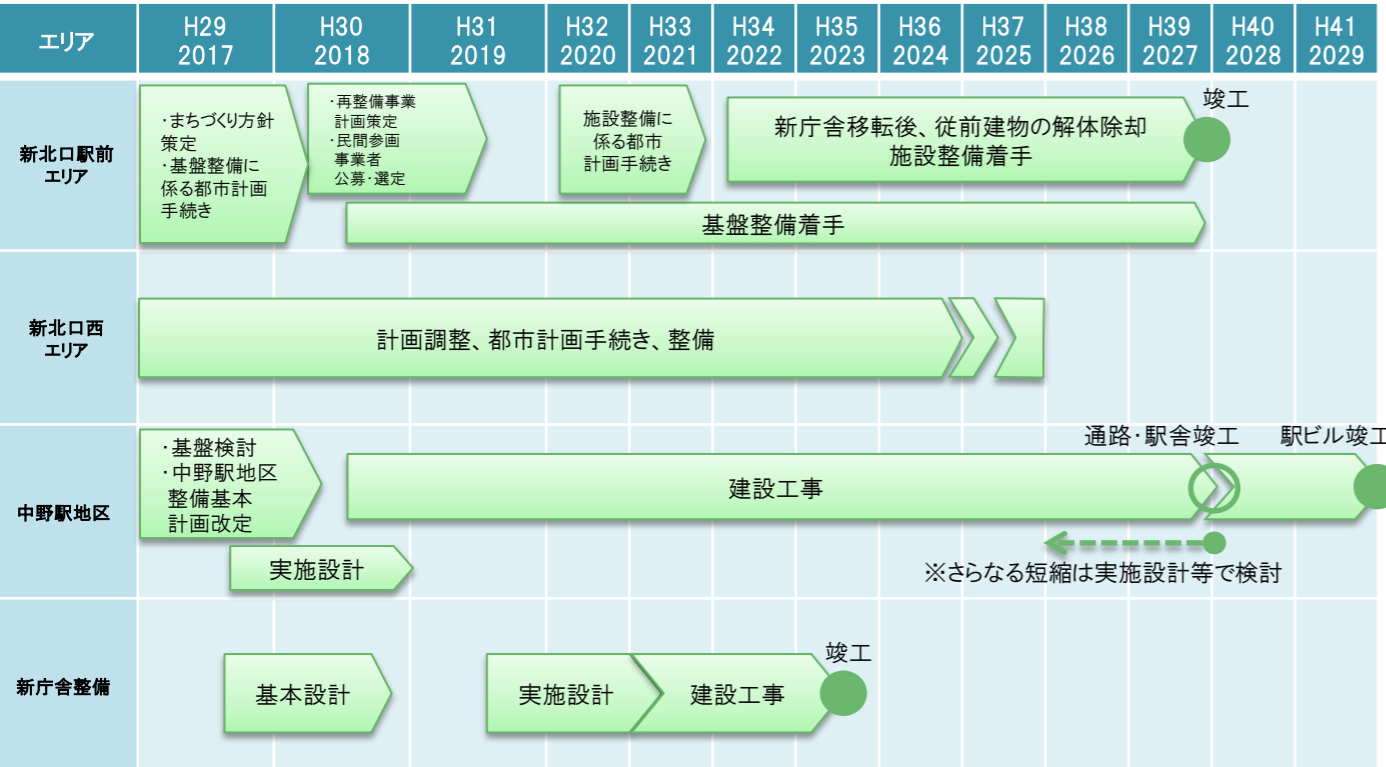 エリア
H29
2017
H30
2018
H31
2019
H32
2020
H33
2021
H34
2022
H35
2023
H36
2024
H37
2025
H38
2026
H39
2027
H40
2028
H41
2029
新北口駅前
エリア
・まちづくり方針
策定
・基盤整備に
係る都市計画
手続き
・再整備事業
計画策定
・民間参画
事業者
公募・選定
施設整備に
係る都市
計画手続き
新庁舎移転後、従前建物の解体除却
施設整備着手
竣工
基盤整備着手
新北口西
エリア
計画調整、都市計画手続き、整備
中野駅地区
・基盤検討
・中野駅地区
整備基本
計画改定
実施設計
建設工事
通路・駅舎竣工
駅ビル竣工
※さらなる短縮は実施設計等で検討
新庁舎整備
基本設計
実施設計
建設工事
竣工